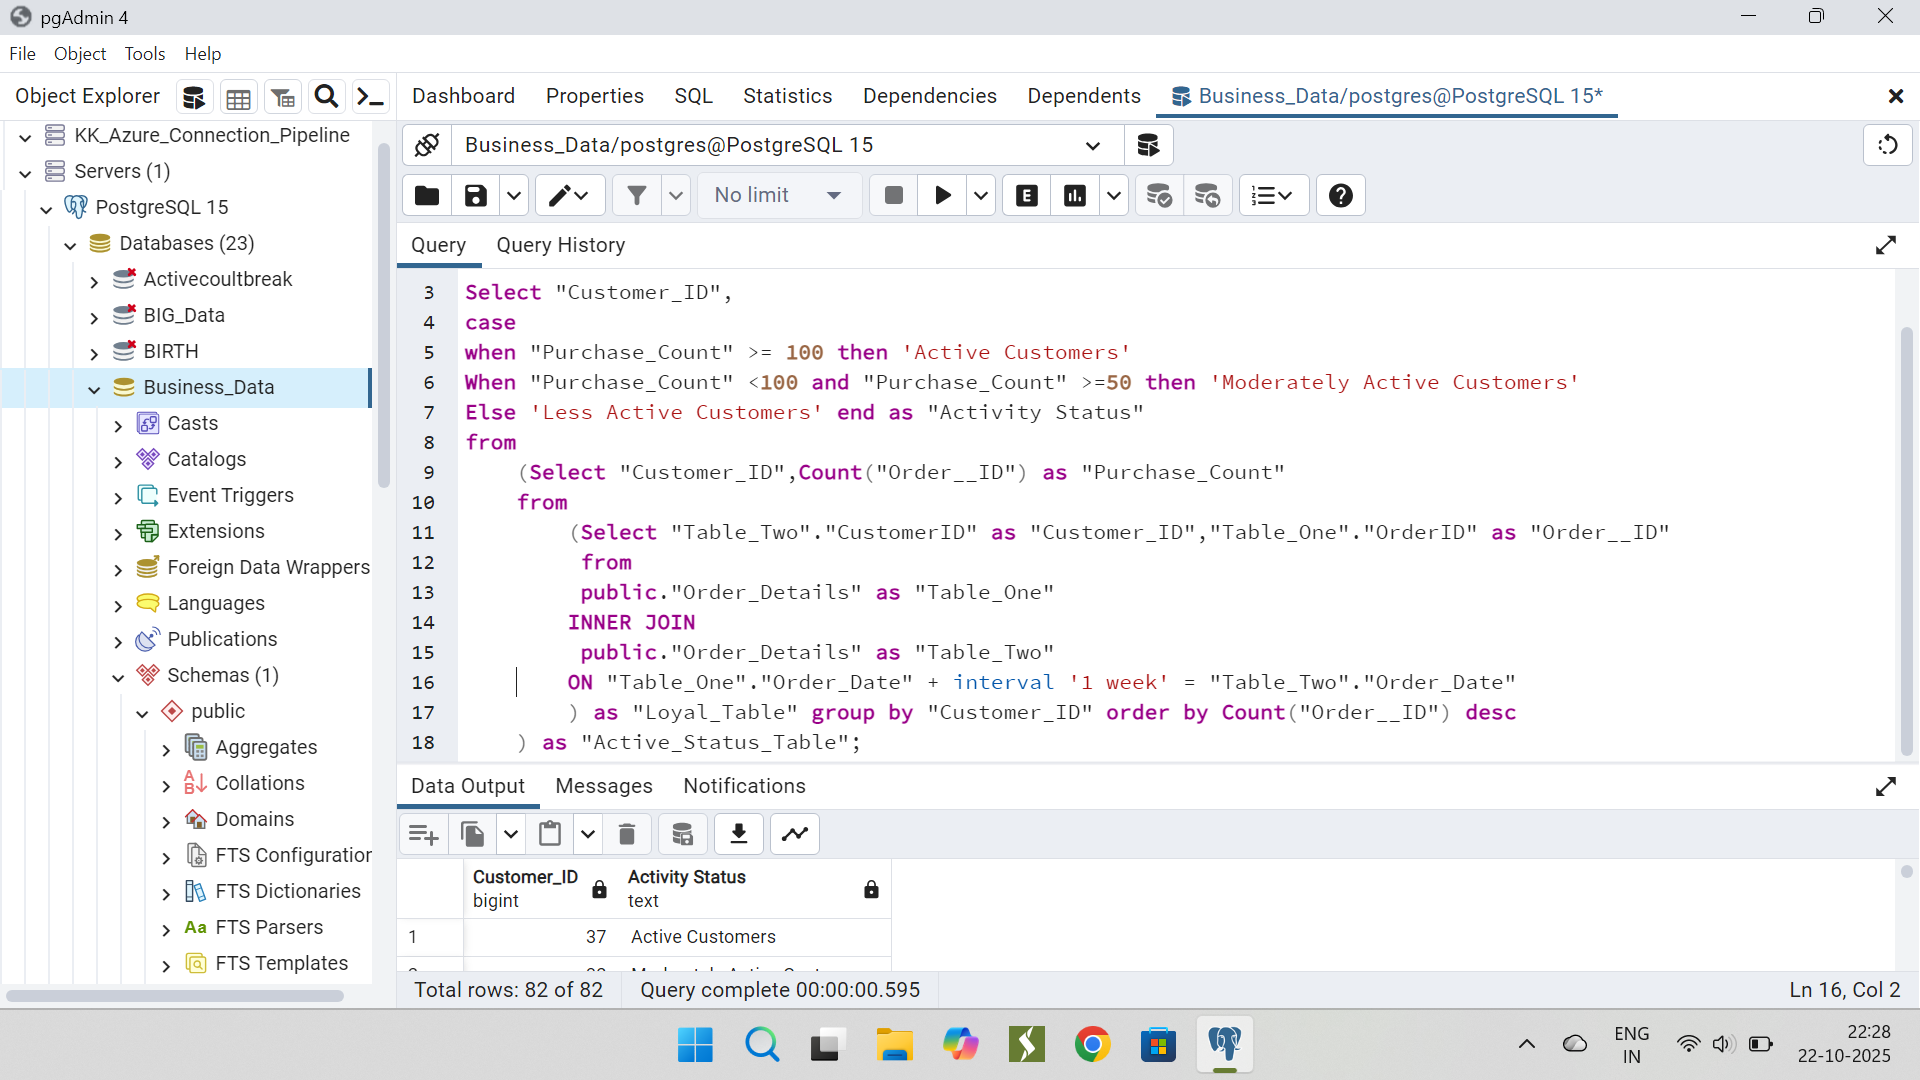 pgAdmin 4
File Object Tools Help
Object Explorer
Dashboard Properties SQL Statistics Dependencies Dependents Business_Data/postgres@PostgreSQL 15*
KK_Azure_Connection_Pipeline
Servers (1)
PostgreSQL 15
Databases (23)
Activecoultbreak
BIG_Data
BIRTH
Business_Data
Casts
Catalogs
Event Triggers
Extensions
Foreign Data Wrappers
Languages
Publications
Schemas (1)
public
Aggregates
Collations
Domains
FTS Configuration
FTS Dictionaries
Aa FTS Parsers
FTS Templates
Business_Data/postgres@PostgreSQL 15
No limit
E
Query Query History
3 Select "Customer_ID",
4 case
5 when "Purchase_Count" >= 100 then 'Active Customers'
6 When "Purchase_Count" <100 and "Purchase_Count" >=50 then 'Moderately Active Customers'
7 Else 'Less Active Customers' end as "Activity Status"
8 from
9 (Select "Customer_ID",Count("Order__ID") as "Purchase_Count"
10 from
11 (Select "Table_Two"."CustomerID" as "Customer_ID","Table_One"."OrderID" as "Order__ID"
12 from
13 public."Order_Details" as "Table_One"
14 INNER JOIN
15 public."Order_Details" as "Table_Two"
16 ON "Table_One"."Order_Date" + interval '1 week' = "Table_Two"."Order_Date"
17 ) as "Loyal_Table" group by "Customer_ID" order by Count("Order__ID") desc
18 ) as "Active_Status_Table";
Data Output Messages Notifications
Customer_ID Activity Status
bigint text
1 37 Active Customers
Total rows: 82 of 82 Query complete 00:00:00.595 Ln 16, Col 2
ENG
IN
22:28
22-10-2025